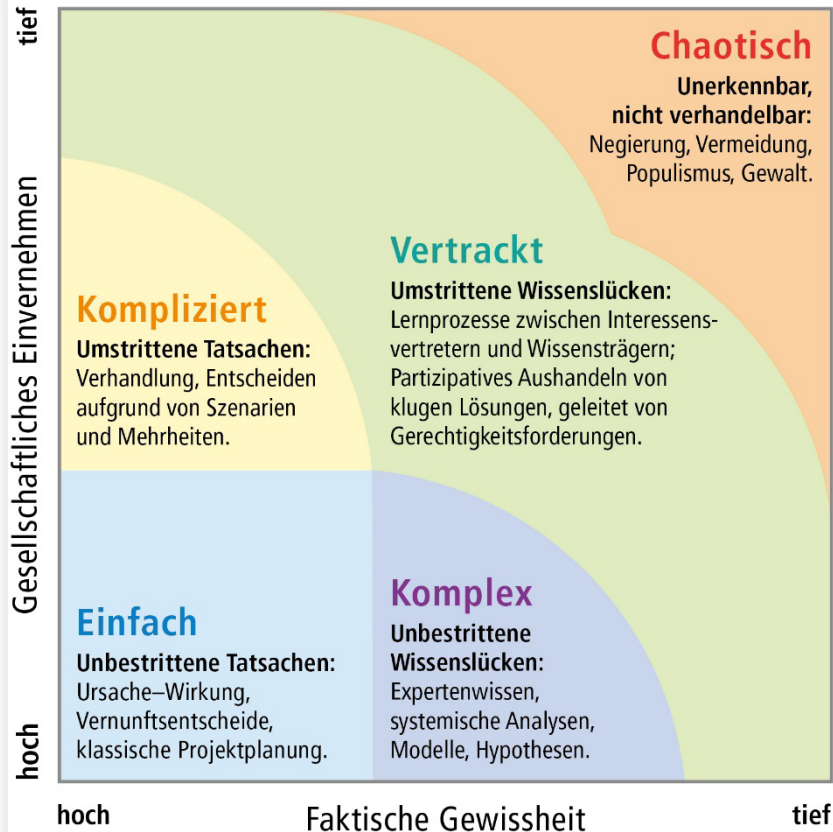 tief
Gesellschaftliches Einvernehmen
hoch
Chaotisch
Unerkennbar,
nicht verhandelbar:
Negierung, Vermeidung,
Populismus, Gewalt.
Vertrackt
Umstrittene Wissenslücken:
Lernprozesse zwischen Interessens-
vertretern und Wissensträgern;
Partizipatives Aushandeln von
klugen Lösungen, geleitet von
Gerechtigkeitsforderungen.
Kompliziert
Umstrittene Tatsachen:
Verhandlung, Entscheiden
aufgrund von Szenarien
und Mehrheiten.
Einfach
Unbestrittene Tatsachen:
Ursache–Wirkung,
Vernunftsentscheide,
klassische Projektplanung.
Komplex
Unbestrittene
Wissenslücken:
Expertenwissen,
systemische Analysen,
Modelle, Hypothesen.
hoch
Faktische Gewissheit
tief